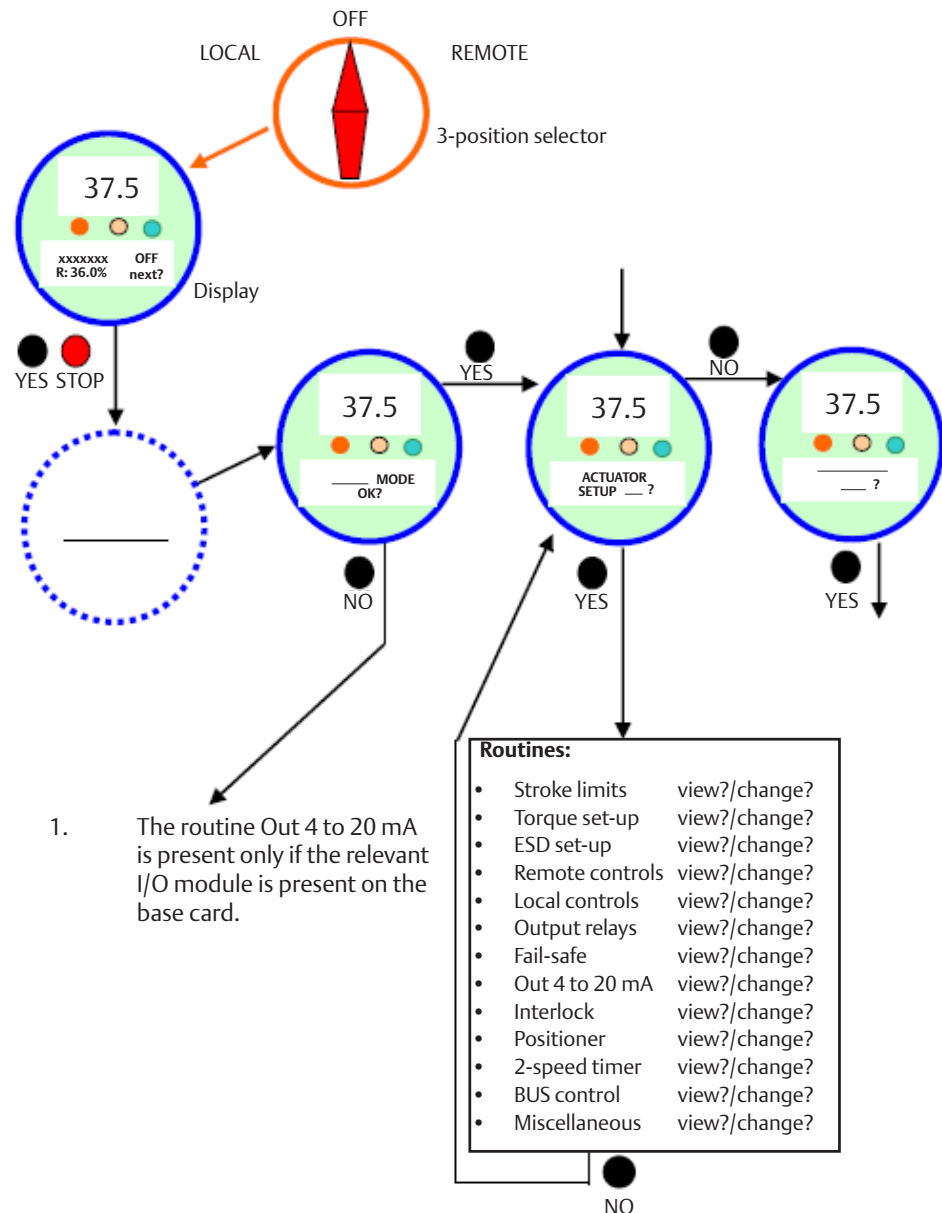 OFF
LOCAL
REMOTE
3-position selector
37.5
xxxxxxx OFF
R: 36.0% next?
Display
YES STOP
YES
NO
37.5
____ MODE
OK?
37.5
ACTUATOR
SETUP __ ?
37.5
___ ?
NO
YES
YES
1. The routine Out 4 to 20 mA
is present only if the relevant
I/O module is present on the
base card.
Routines:
• Stroke limits view?/change?
• Torque set-up view?/change?
• ESD set-up view?/change?
• Remote controls view?/change?
• Local controls view?/change?
• Output relays view?/change?
• Fail-safe view?/change?
• Out 4 to 20 mA view?/change?
• Interlock view?/change?
• Positioner view?/change?
• 2-speed timer view?/change?
• BUS control view?/change?
• Miscellaneous view?/change?
NO